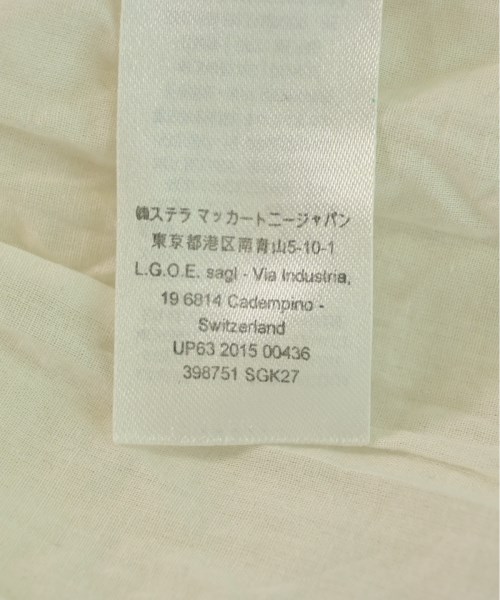 ㈱ステラ マッカートニージャパン
東京都港区南青山5-10-1
L.G.O.E. sagl - Via Industria,
19 6814 Cadempino -
Switzerland
UP63 2015 00436
398751 SGK27